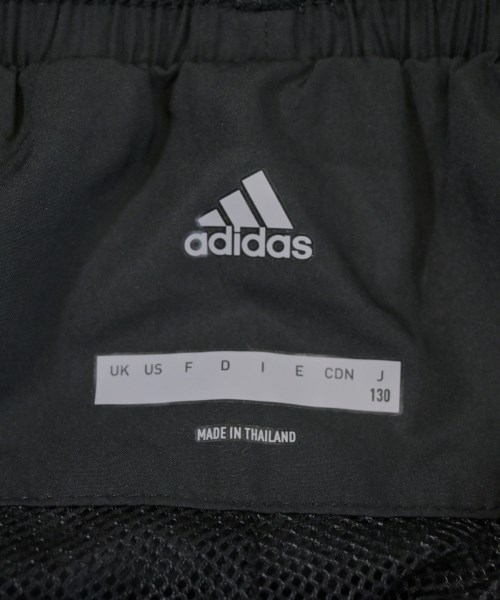 adidas
UK US F D I E CDN J
130
MADE IN THAILAND